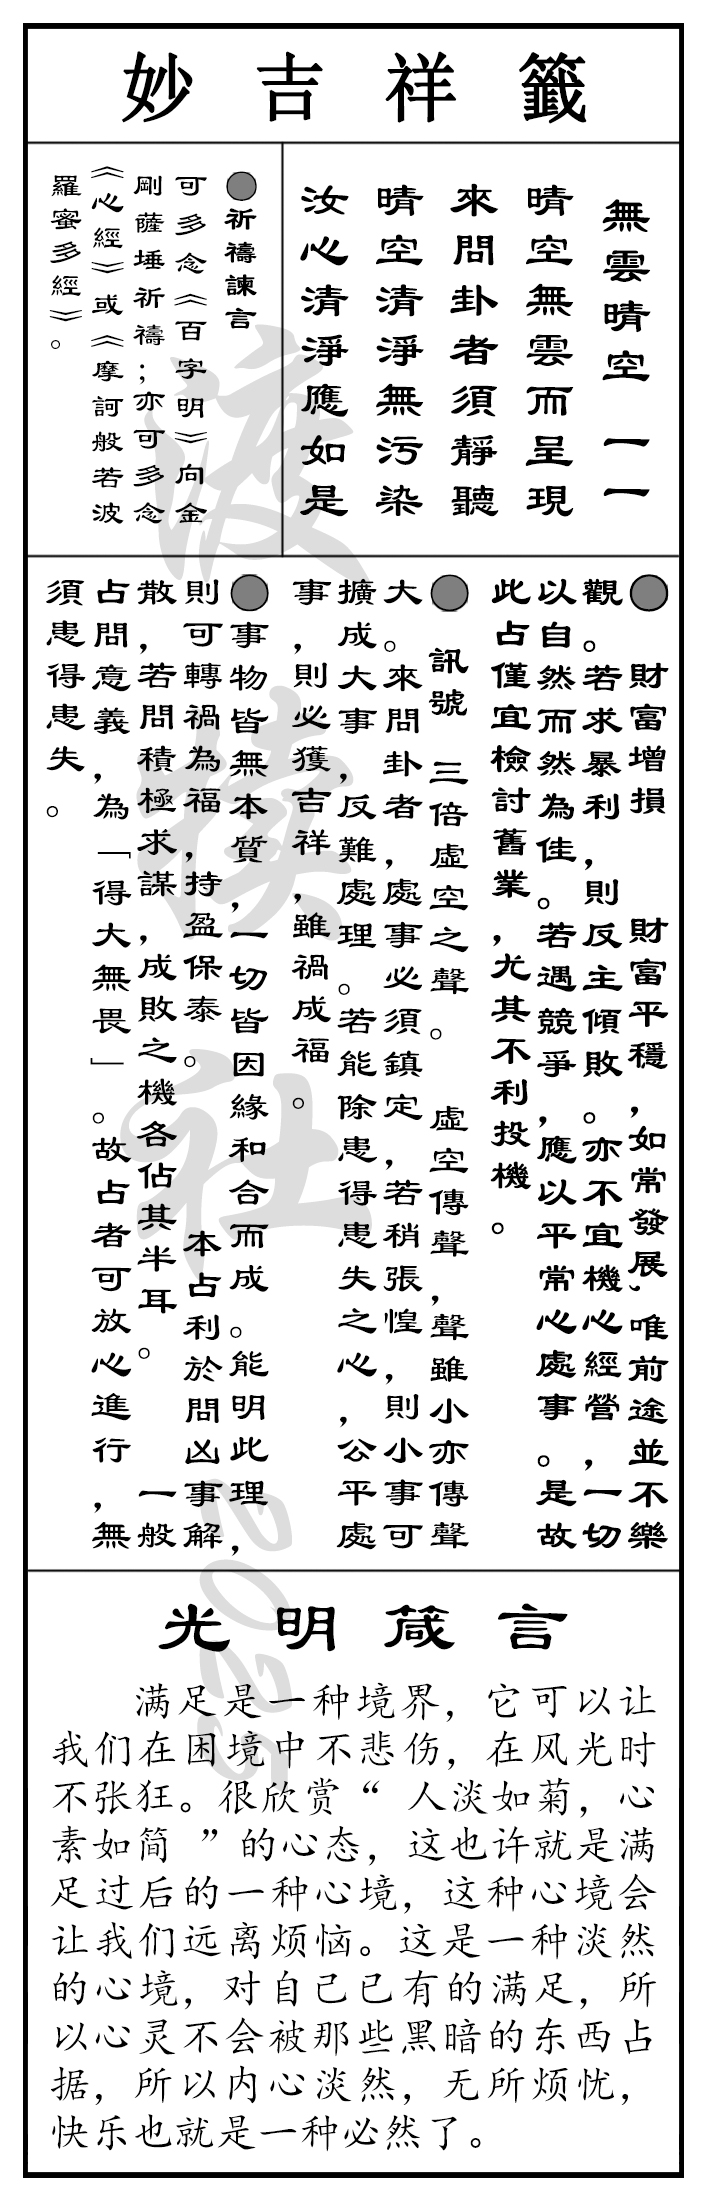 妙吉祥籤
無雲晴空 一一
晴空無雲而呈現
來問卦者須靜聽
晴空清淨無污染
汝心清淨應如是
●祈禱諫言
可多念《百字明》向金
剛薩埵祈禱；亦可多念
《心經》或《摩訶般若波
羅蜜多經》。
● 財富增損 財富平穩，如常發展、唯前途並不樂
觀。若求暴利，則反主傾敗。亦不宜機心經營，一切
以自然而然為佳。若遇競爭，應以平常心處事。是故
此占僅宜檢討舊業，尤其不利投機。
● 訊號 三倍虛空之聲。 虛空傳聲，聲雖小亦傳聲
大。來問卦者，處事必須鎮定，若稍張惶，則小事可
擴成大事，反難處理。若能除患得患失之心，公平處
事，則必獲吉祥，雖禍成福。
●事物皆無本質，一切皆因緣和合而成。能明此理，
則可轉禍為福，持盈保泰。 本占利於問凶事解
散，若問積極求謀，成敗之機各佔其半耳。 一般
占問意義，為「得大無畏」。故占者可放心進行，無
須患得患失。
光明箴言
满足是一种境界，它可以让
我们在困境中不悲伤，在风光时
不张狂。很欣赏“ 人淡如菊，心
素如简 ”的心态，这也许就是满
足过后的一种心境，这种心境会
让我们远离烦恼。这是一种淡然
的心境，对自己已有的满足，所
以心灵不会被那些黑暗的东西占
据，所以内心淡然，无所烦忧，
快乐也就是一种必然了。
2025